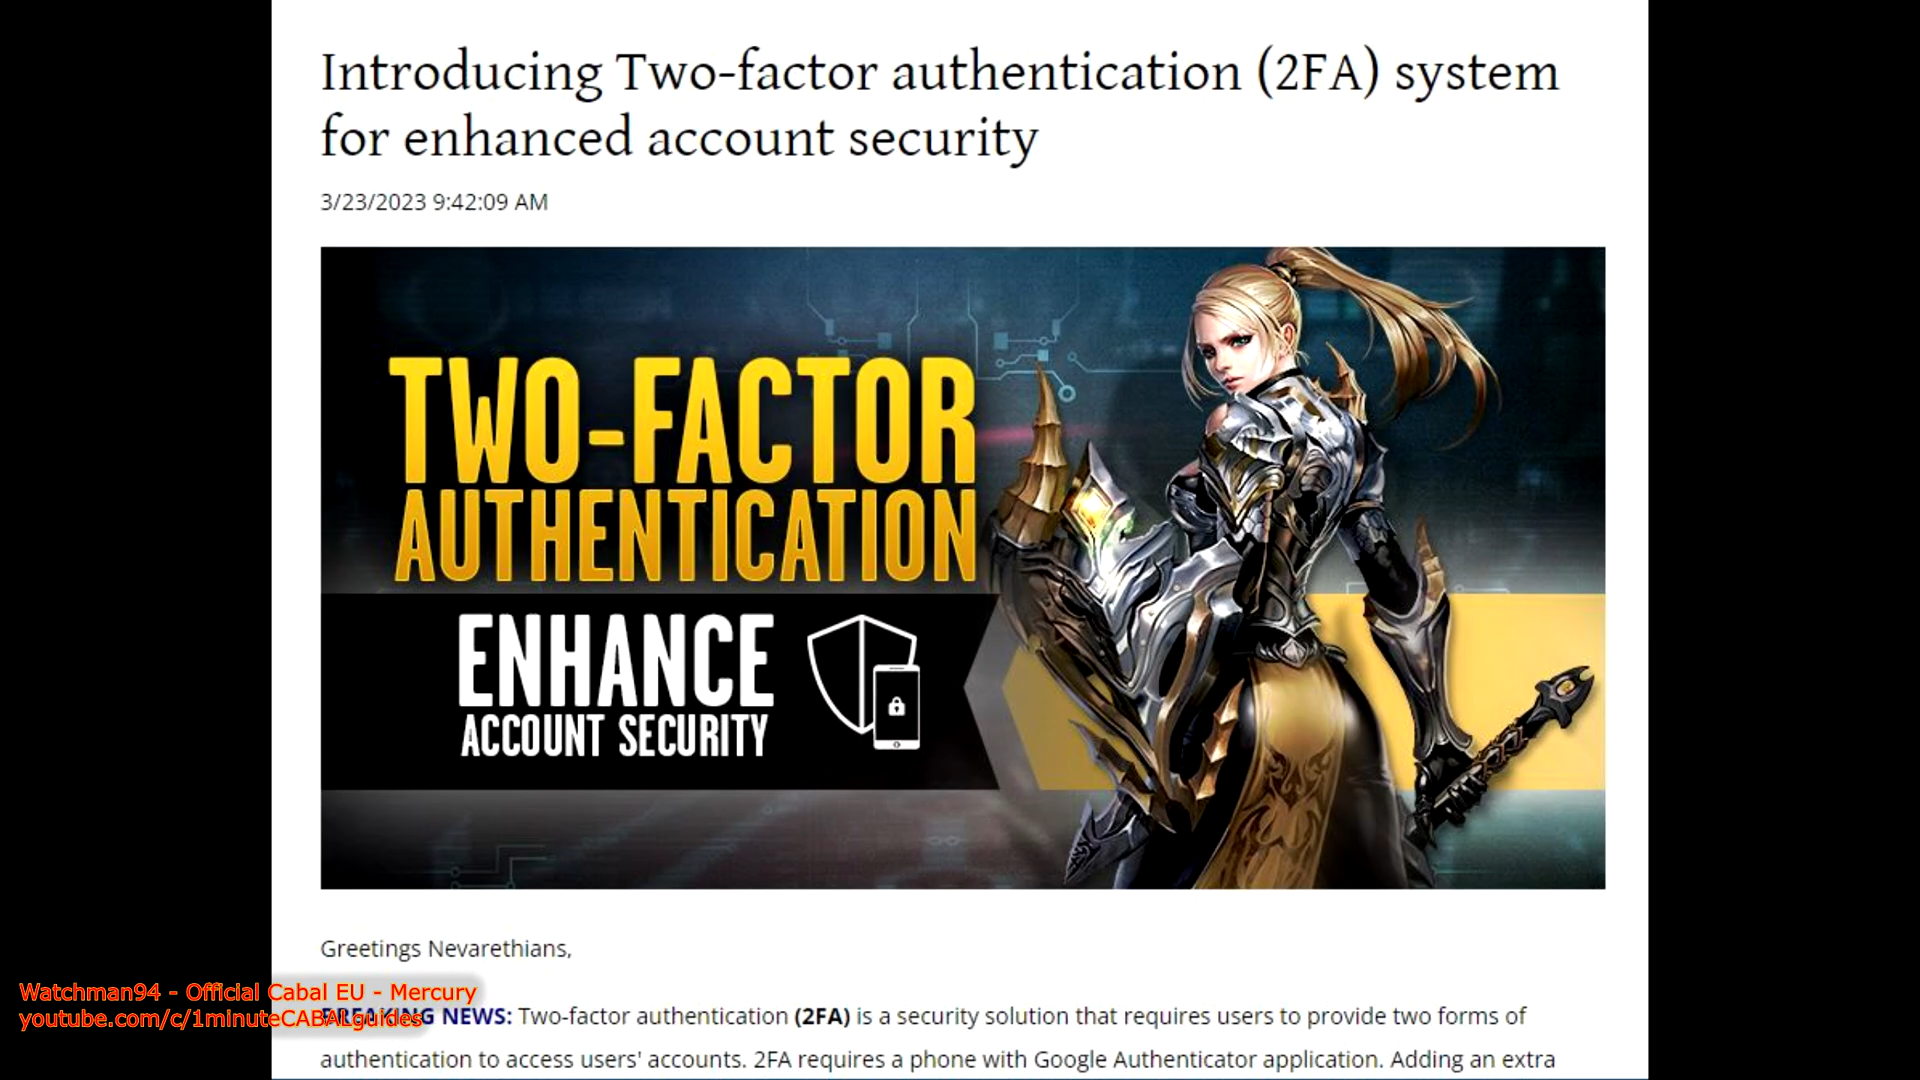 Introducing Two-factor authentication (2FA) system
for enhanced account security
3/23/2023 9:42:09 AM
TWO-FACTOR
AUTHENTICATION
ENHANCE
ACCOUNT SECURITY
Greetings Nevarethians,
Watchman94 - Official Cabal EU - Mercury
youtube.com/c/1minuteCABALguides
BREAKING NEWS: Two-factor authentication (2FA) is a security solution that requires users to provide two forms of
authentication to access users' accounts. 2FA requires a phone with Google Authenticator application. Adding an extra